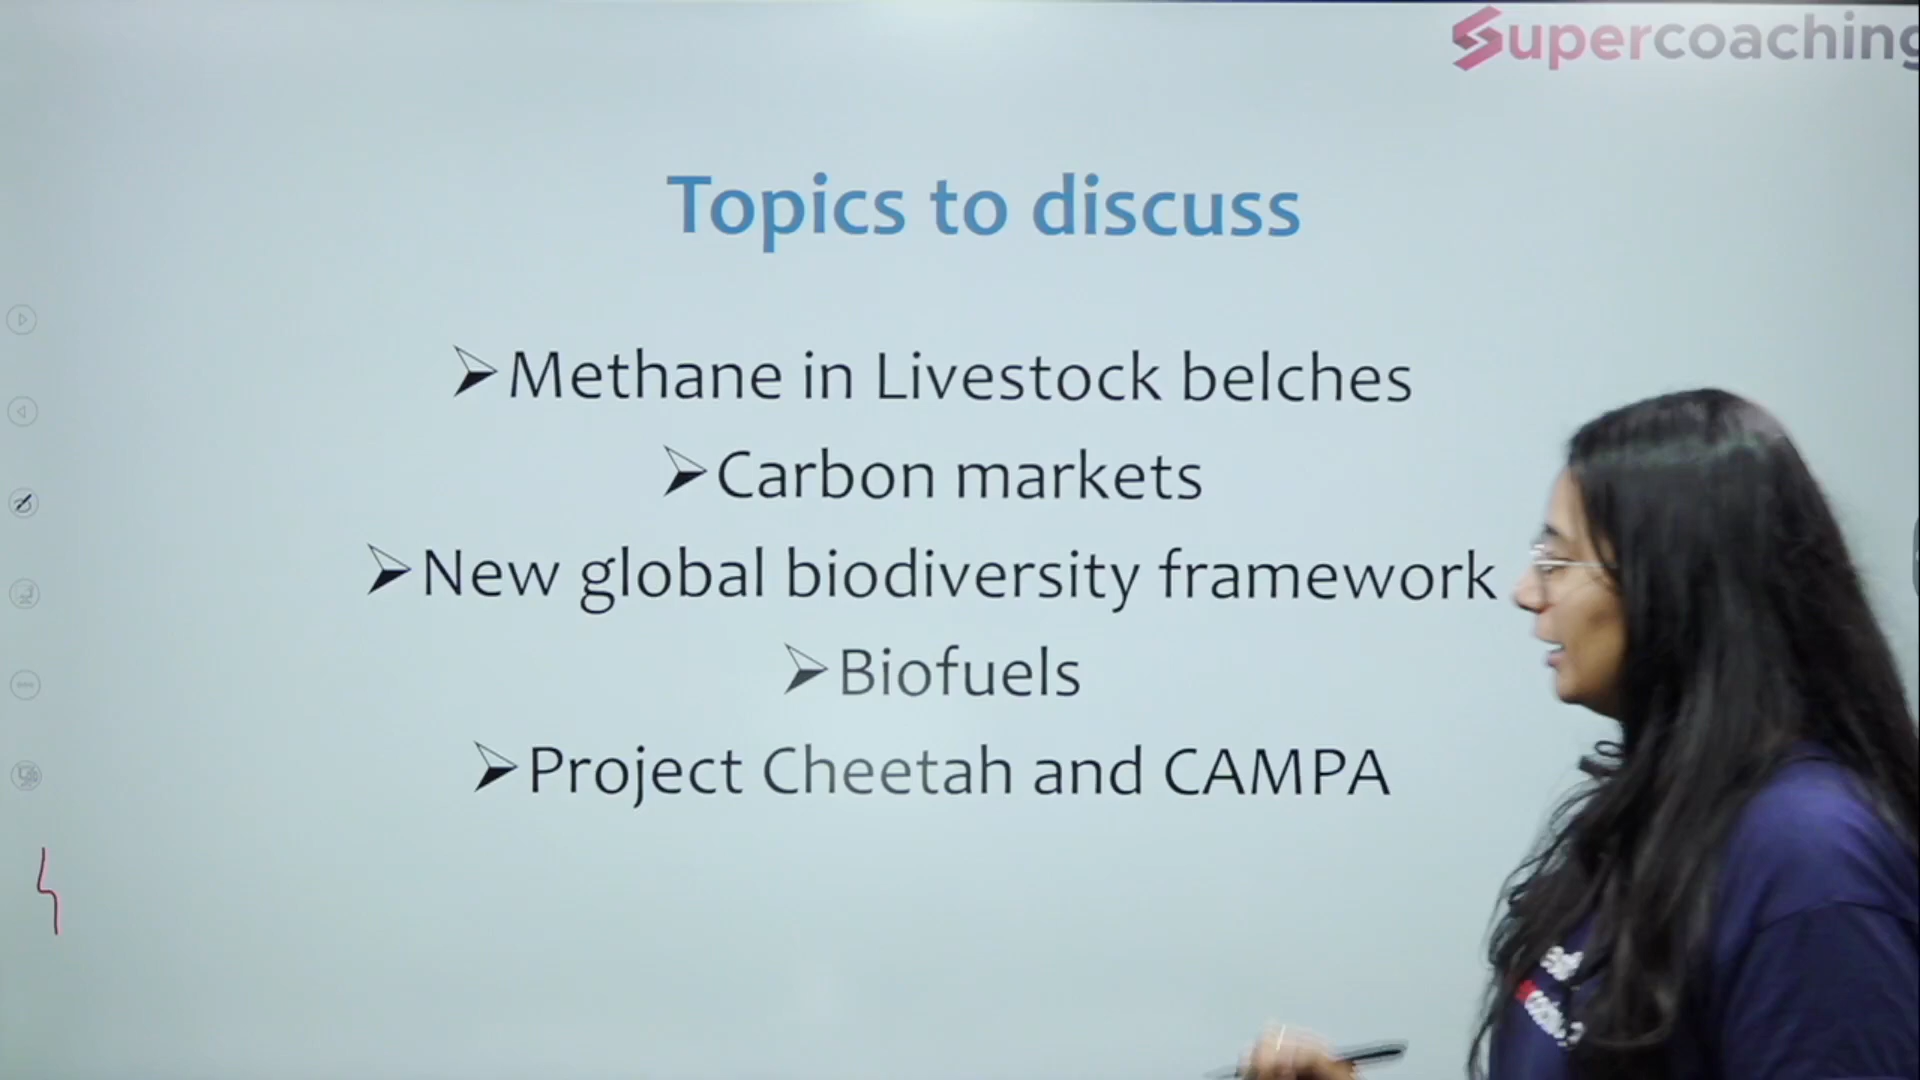 Supercoaching
Topics to discuss
➢Methane in Livestock belches
➢Carbon markets
➢New global biodiversity framework
➢Biofuels
➢Project Cheetah and CAMPA